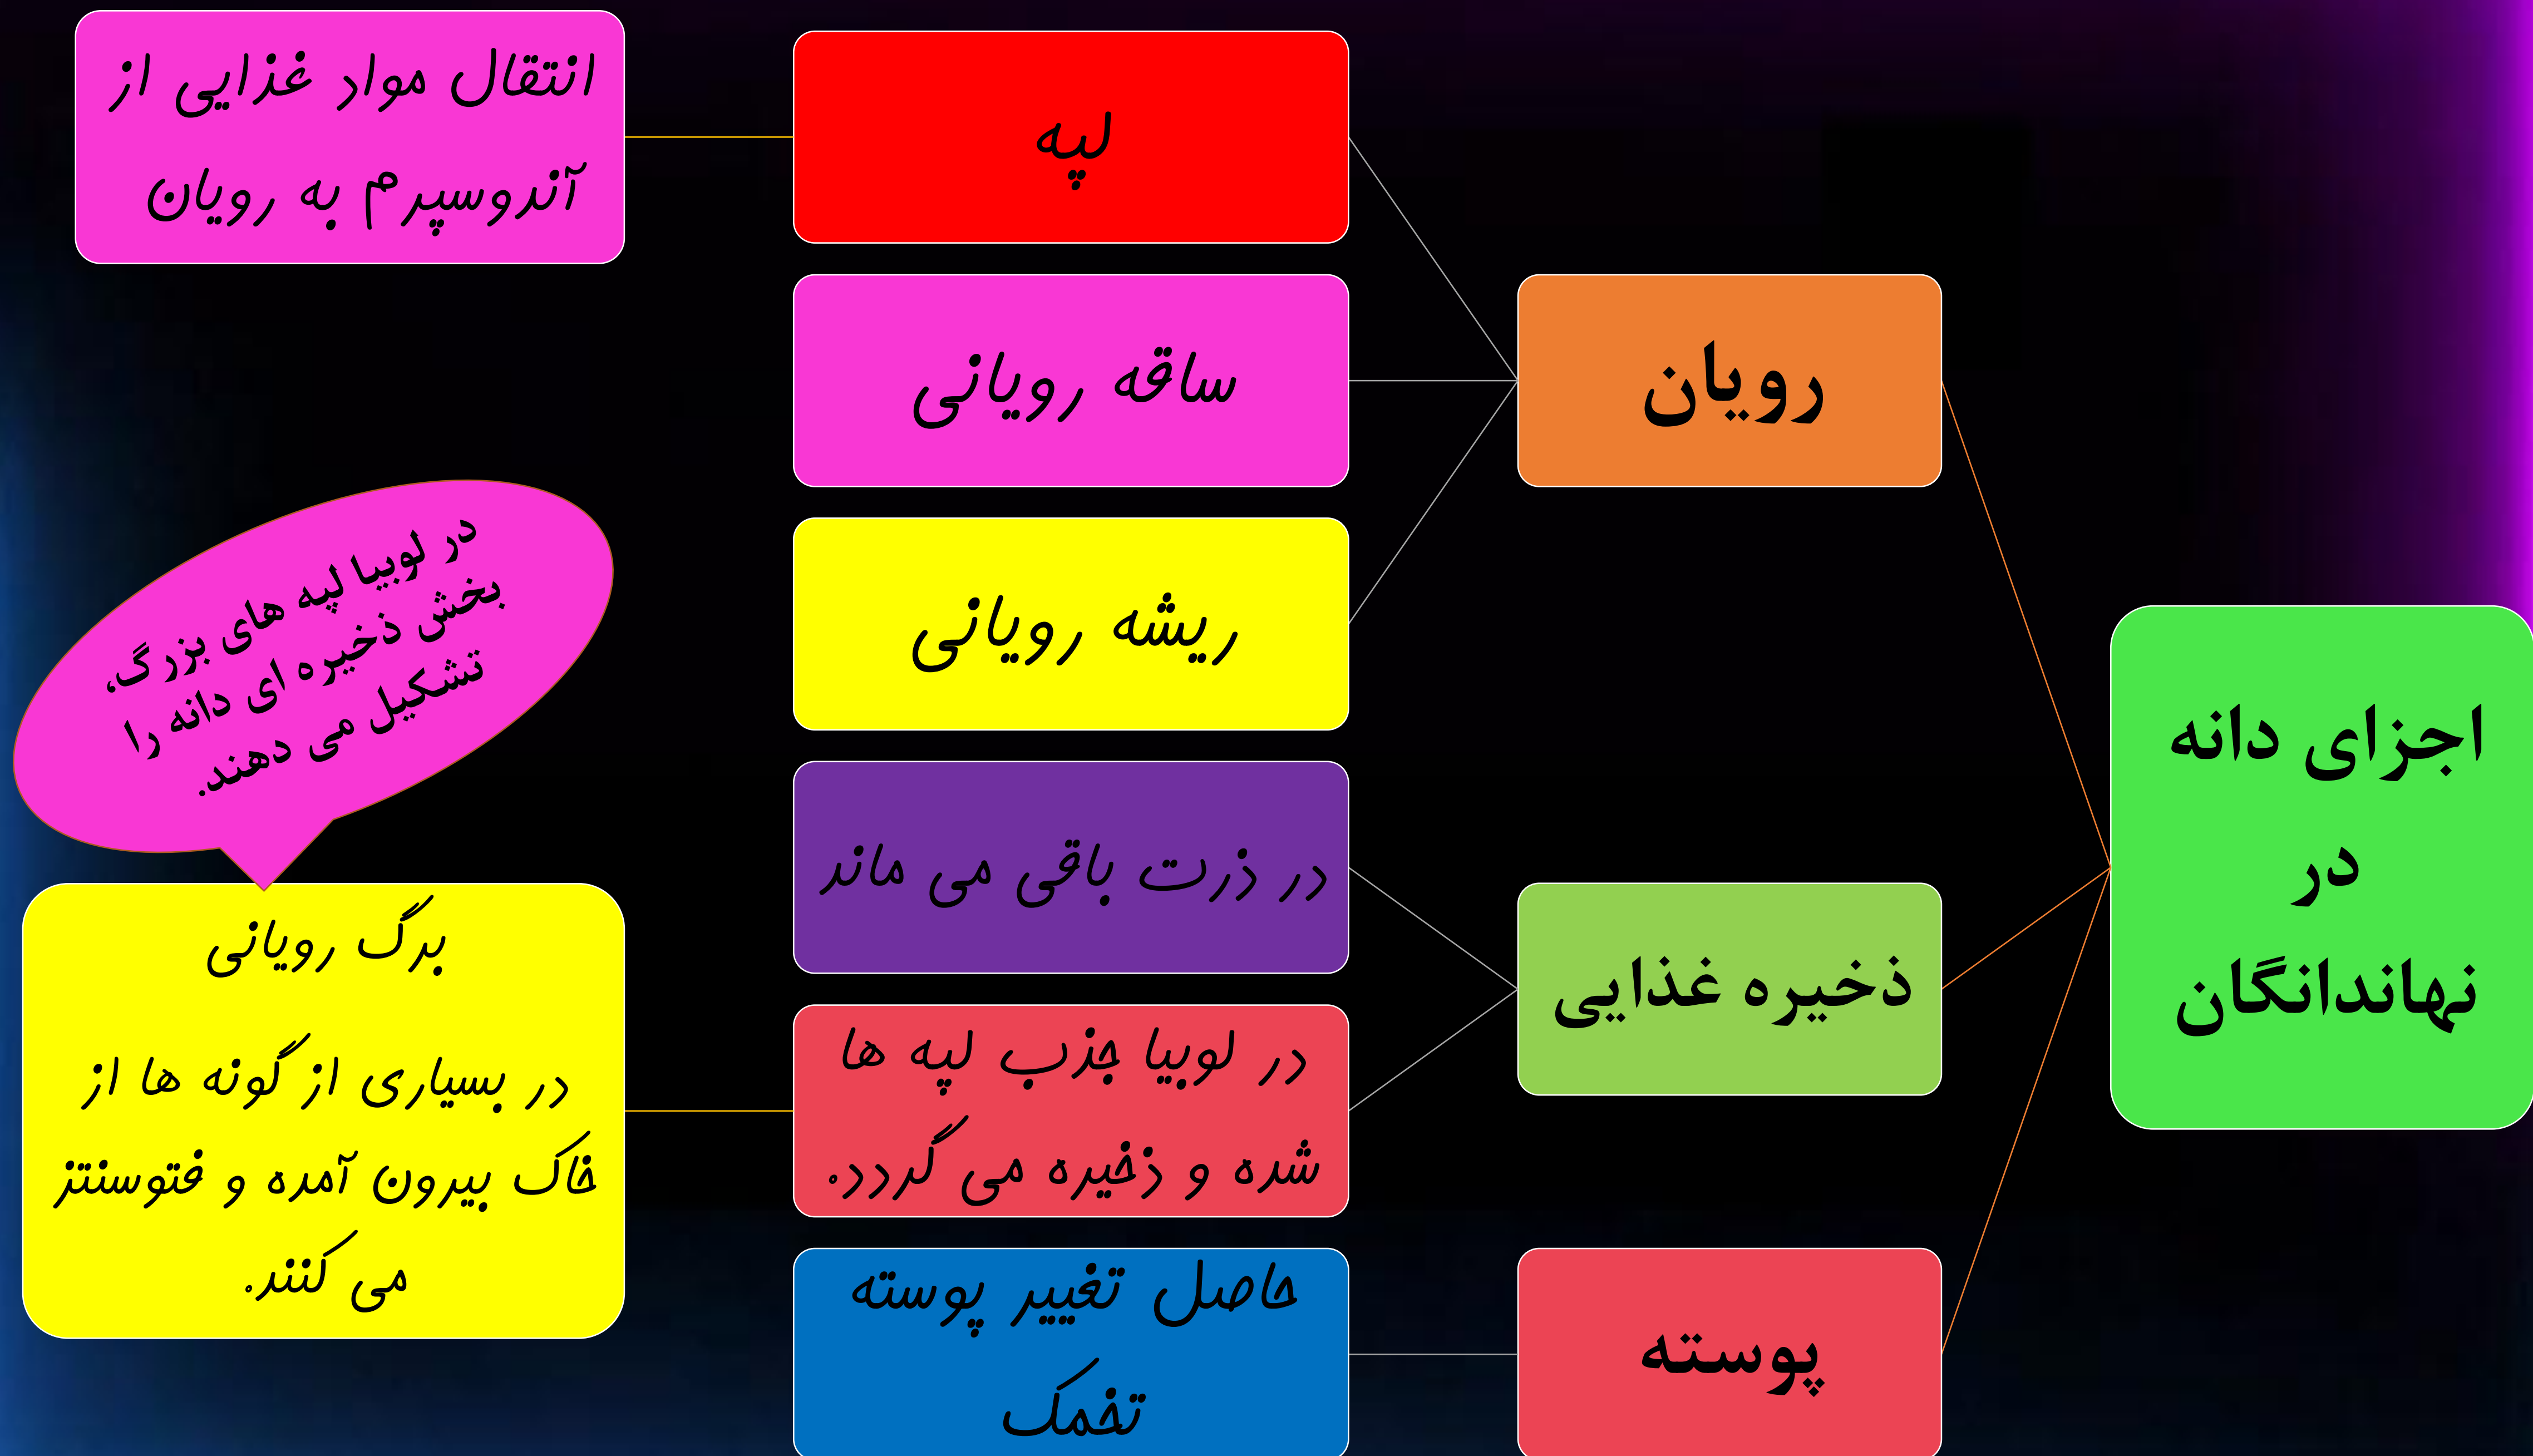 اجزای دانه
در
نهاندانگان
رویان
لپه
انتقال مواد غذایی از
آندوسپرم به رویان
ساقه رویانی
ریشه رویانی
ذخیره غذایی
در ذرت باقی می ماند
در لوبیا جذب لپه ها
شده و ذخیره می گردد.
در لوبیا لپه های بزرگ،
بخش ذخیره ای دانه را
تشکیل می دهند.
برگ رویانی
در بسیاری از گونه ها از
خاک بیرون آمده و فتوسنتز
می کنند.
پوسته
حاصل تغییر پوسته
تخمک